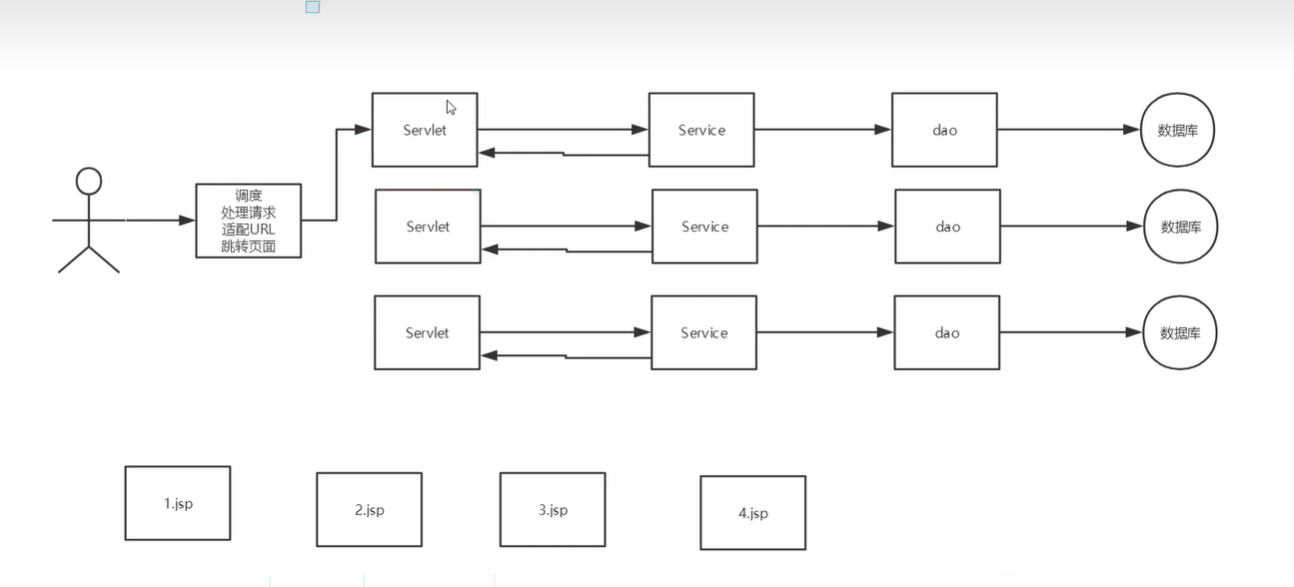 Servlet
Service
dao
数据库
调度
处理请求
适配URL
跳转页面
Servlet
Service
dao
数据库
Servlet
Service
dao
数据库
1.jsp
2.jsp
3.jsp
4.jsp